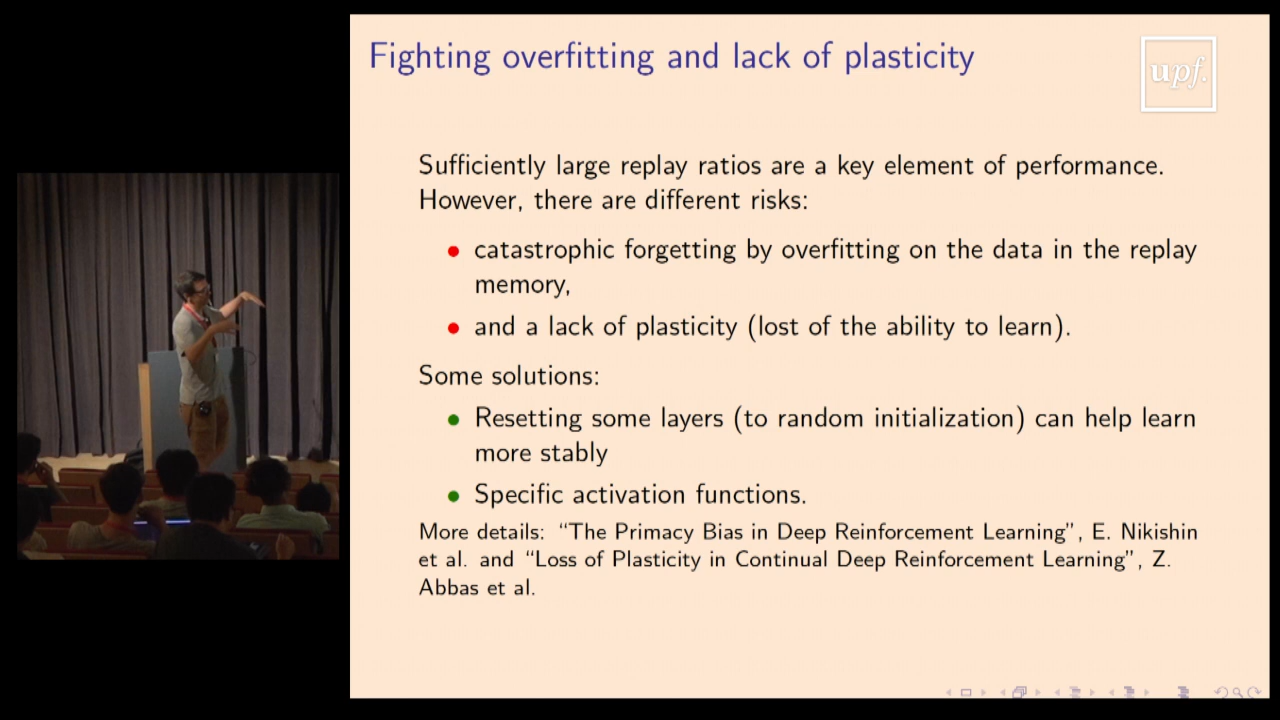 Fighting overfitting and lack of plasticity
upf.
Sufficiently large replay ratios are a key element of performance.
However, there are different risks:
catastrophic forgetting by overfitting on the data in the replay
memory,
and a lack of plasticity (lost of the ability to learn).
Some solutions:
Resetting some layers (to random initialization) can help learn
more stably
Specific activation functions.
More details: “The Primacy Bias in Deep Reinforcement Learning”, E. Nikishin
et al. and “Loss of Plasticity in Continual Deep Reinforcement Learning”, Z.
Abbas et al.